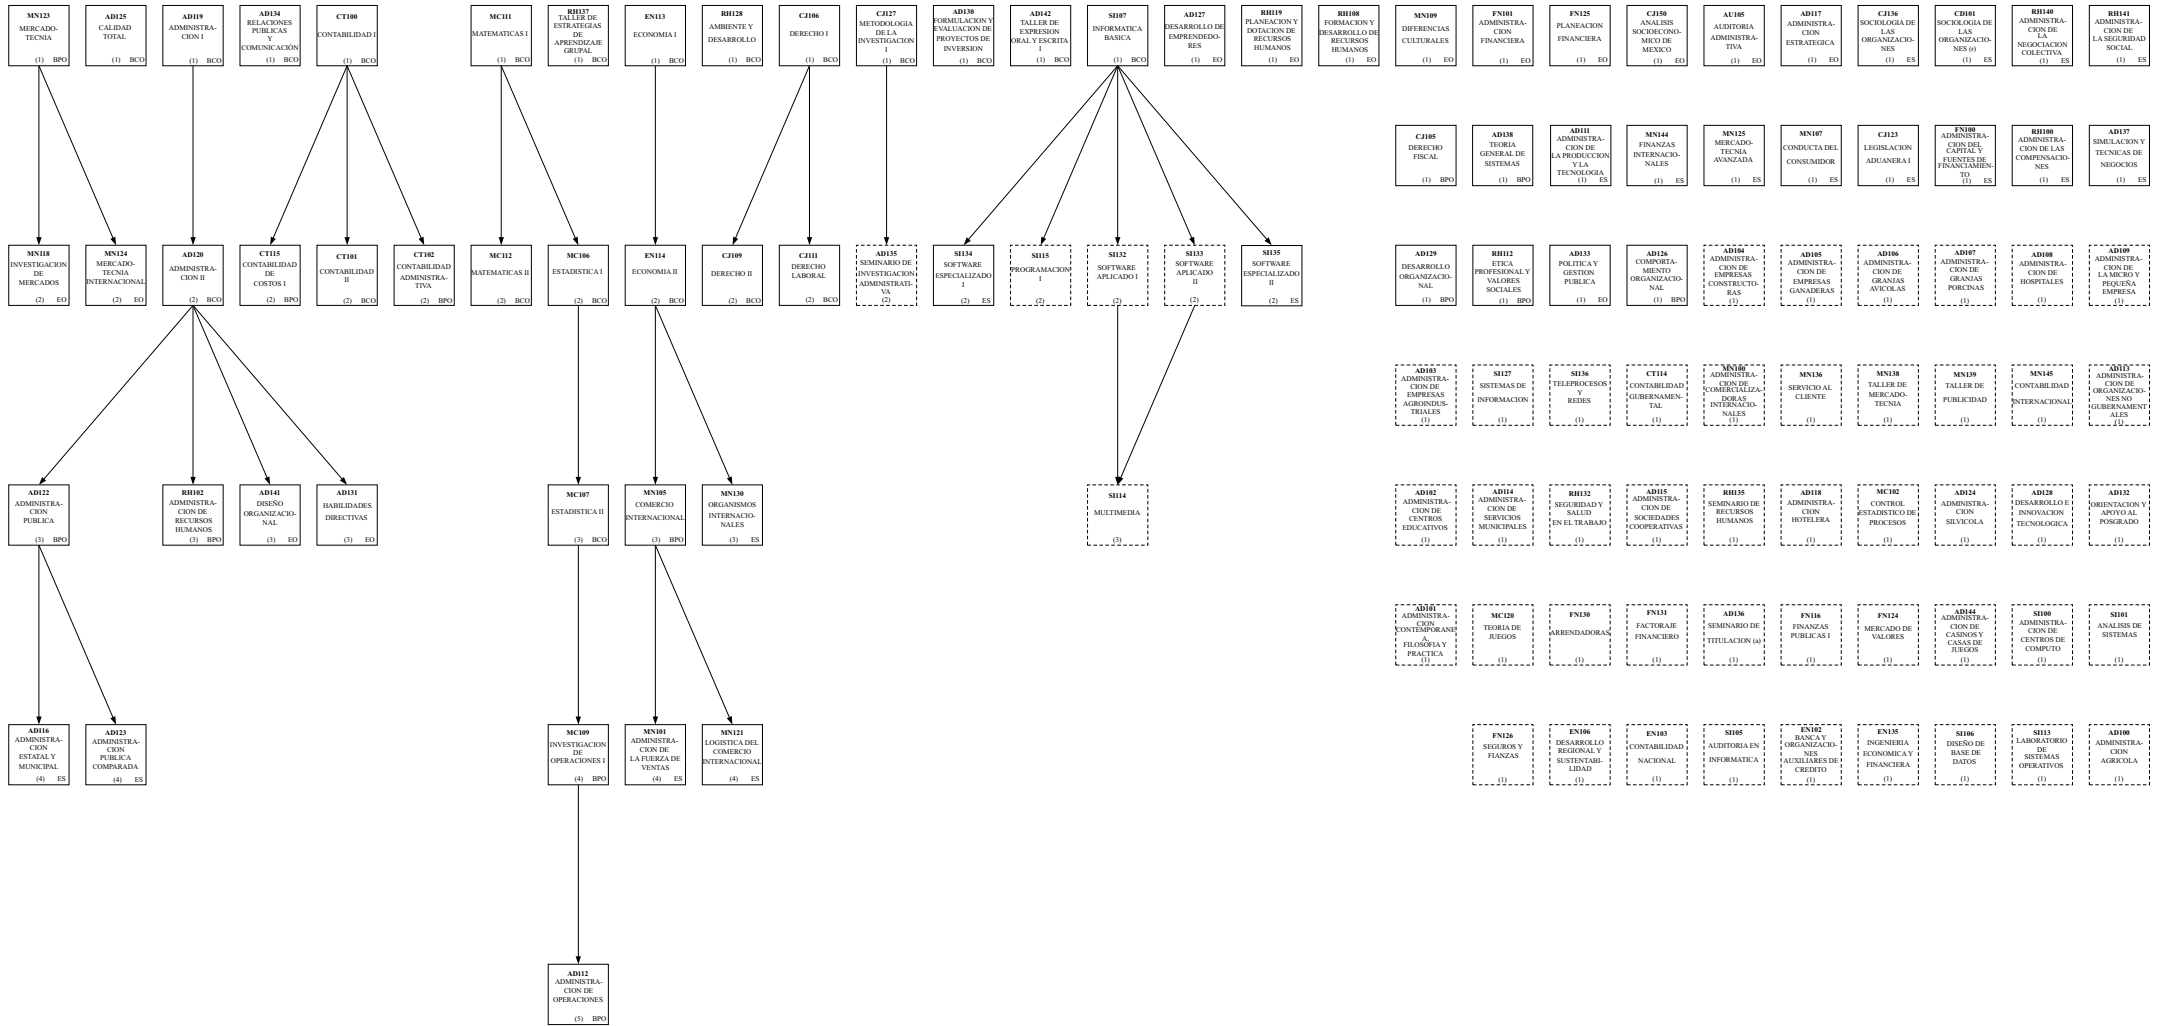 MN123
MERCADO-
TECNIA
(1) BPO
AD125
CALIDAD
TOTAL
(1) BCO
AD119
ADMINISTRA-
CION I
(1) BCO
AD134
RELACIONES
PUBLICAS
Y
COMUNICACIÓN
(1) BCO
CT100
CONTABILIDAD I
(1) BCO
MC111
MATEMATICAS I
(1) BCO
RH137
TALLER DE
ESTRATEGIAS
DE
APRENDIZAJE
GRUPAL
(1) BCO
EN113
ECONOMIA I
(1) BCO
RH128
AMBIENTE Y
DESARROLLO
(1) BCO
CJ106
DERECHO I
(1) BCO
CJ127
METODOLOGIA
DE LA
INVESTIGACION
I
(1) BCO
AD130
FORMULACION Y
EVALUACION DE
PROYECTOS DE
INVERSION
(1) BCO
AD142
TALLER DE
EXPRESION
ORAL Y ESCRITA
I
(1) BCO
SI107
INFORMATICA
BASICA
(1) BCO
AD127
DESARROLLO DE
EMPRENDEDO-
RES
(1) EO
RH119
PLANEACION Y
DOTACION DE
RECURSOS
HUMANOS
(1) EO
RH108
FORMACION Y
DESARROLLO DE
RECURSOS
HUMANOS
(1) EO
MN109
DIFERENCIAS
CULTURALES
(1) EO
FN101
ADMINISTRA-
CION
FINANCIERA
(1) EO
FN125
PLANEACION
FINANCIERA
(1) EO
CJ150
ANALISIS
SOCIOECONO-
MICO DE
MEXICO
(1) EO
AU105
AUDITORIA
ADMINISTRA-
TIVA
(1) EO
AD117
ADMINISTRA-
CION
ESTRATEGICA
(1) EO
CJ136
SOCIOLOGIA DE
LAS
ORGANIZACIO-
NES
(1) ES
CD101
SOCIOLOGIA DE
LAS
ORGANIZACIO-
NES (r)
(1) ES
RH140
ADMINISTRA-
CION DE
LA
NEGOCIACION
COLECTIVA
(1) ES
RH141
ADMINISTRA-
CION DE
LA SEGURIDAD
SOCIAL
(1) ES
CJ105
DERECHO
FISCAL
(1) BPO
AD138
TEORIA
GENERAL DE
SISTEMAS
(1) BPO
AD111
ADMINISTRA-
CION DE
LA PRODUCCION
Y LA
TECNOLOGIA
(1) ES
MN144
FINANZAS
INTERNACIO-
NALES
(1) ES
MN125
MERCADO-
TECNIA
AVANZADA
(1) ES
MN107
CONDUCTA DEL
CONSUMIDOR
(1) ES
CJ123
LEGISLACION
ADUANERA I
(1) ES
FN100
ADMINISTRA-
CION DEL
CAPITAL Y
FUENTES DE
FINANCIAMIEN-
TO
(1) ES
RH100
ADMINISTRA-
CION DE LAS
COMPENSACIO-
NES
(1) ES
AD137
SIMULACION Y
TECNICAS DE
NEGOCIOS
(1) ES
MN118
INVESTIGACION
DE
MERCADOS
(2) EO
MN124
MERCADO-
TECNIA
INTERNACIONAL
(2) EO
AD120
ADMINISTRA-
CION II
(2) BCO
CT115
CONTABILIDAD
DE
COSTOS I
(2) BPO
CT101
CONTABILIDAD
II
(2) BCO
CT102
CONTABILIDAD
ADMINISTRA-
TIVA
(2) BPO
MC112
MATEMATICAS II
(2) BCO
MC106
ESTADISTICA I
(2) BCO
EN114
ECONOMIA II
(2) BCO
CJ109
DERECHO II
(2) BCO
CJ111
DERECHO
LABORAL
(2) BCO
AD135
SEMINARIO DE
INVESTIGACION
ADMINISTRATI-
VA
(2)
SI134
SOFTWARE
ESPECIALIZADO
I
(2) ES
SI115
PROGRAMACION
I
(2)
SI132
SOFTWARE
APLICADO I
(2)
SI133
SOFTWARE
APLICADO
II
(2)
SI135
SOFTWARE
ESPECIALIZADO
II
(2) ES
AD129
DESARROLLO
ORGANIZACIO-
NAL
(1) BPO
RH112
ETICA
PROFESIONAL Y
VALORES
SOCIALES
(1) BPO
AD133
POLITICA Y
GESTION
PUBLICA
(1) EO
AD126
COMPORTA-
MIENTO
ORGANIZACIO-
NAL
(1) BPO
AD104
ADMINISTRA-
CION DE
EMPRESAS
CONSTRUCTO-
RAS
(1)
AD105
ADMINISTRA-
CION DE
EMPRESAS
GANADERAS
(1)
AD106
ADMINISTRA-
CION DE
GRANJAS
AVICOLAS
(1)
AD107
ADMINISTRA-
CION DE
GRANJAS
PORCINAS
(1)
AD108
ADMINISTRA-
CION DE
HOSPITALES
(1)
AD109
ADMINISTRA-
CION DE
LA MICRO Y
PEQUEÑA
EMPRESA
(1)
AD103
ADMINISTRA-
CION DE
EMPRESAS
AGROINDUS-
TRIALES
(1)
SI127
SISTEMAS DE
INFORMACION
(1)
SI136
TELEPROCESOS
Y
REDES
(1)
CT114
CONTABILIDAD
GUBERNAMEN-
TAL
(1)
MN100
ADMINISTRA-
CION DE
COMERCIALIZA-
DORAS
INTERNACIO-
NALES
(1)
MN136
SERVICIO AL
CLIENTE
(1)
MN138
TALLER DE
MERCADO-
TECNIA
(1)
MN139
TALLER DE
PUBLICIDAD
(1)
MN145
CONTABILIDAD
INTERNACIONAL
(1)
AD113
ADMINISTRA-
CION DE
ORGANIZACIO-
NES NO
GUBERNAMENT
ALES
(1)
AD122
ADMINISTRA-
CION
PUBLICA
(3) BPO
RH102
ADMINISTRA-
CION DE
RECURSOS
HUMANOS
(3) BPO
AD141
DISEÑO
ORGANIZACIO-
NAL
(3) EO
AD131
HABILIDADES
DIRECTIVAS
(3) EO
MC107
ESTADISTICA II
(3) BCO
MN105
COMERCIO
INTERNACIONAL
(3) BPO
MN130
ORGANISMOS
INTERNACIO-
NALES
(3) ES
SI114
MULTIMEDIA
(3)
AD102
ADMINISTRA-
CION DE
CENTROS
EDUCATIVOS
(1)
AD114
ADMINISTRA-
CION DE
SERVICIOS
MUNICIPALES
(1)
RH132
SEGURIDAD Y
SALUD
EN EL TRABAJO
(1)
AD115
ADMINISTRA-
CION DE
SOCIEDADES
COOPERATIVAS
(1)
RH135
SEMINARIO DE
RECURSOS
HUMANOS
(1)
AD118
ADMINISTRA-
CION
HOTELERA
(1)
MC102
CONTROL
ESTADISTICO DE
PROCESOS
(1)
AD124
ADMINISTRA-
CION
SILVICOLA
(1)
AD128
DESARROLLO E
INNOVACION
TECNOLOGICA
(1)
AD132
ORIENTACION Y
APOYO AL
POSGRADO
(1)
AD101
ADMINISTRA-
CION
CONTEMPORANE
A,
FILOSOFIA Y
PRACTICA
(1)
MC120
TEORIA DE
JUEGOS
(1)
FN130
ARRENDADORAS
(1)
FN131
FACTORAJE
FINANCIERO
(1)
AD136
SEMINARIO DE
TITULACION (a)
(1)
FN116
FINANZAS
PUBLICAS I
(1)
FN124
MERCADO DE
VALORES
(1)
AD144
ADMINISTRA-
CION DE
CASINOS Y
CASAS DE
JUEGOS
(1)
SI100
ADMINISTRA-
CION DE
CENTROS DE
COMPUTO
(1)
SI101
ANALISIS DE
SISTEMAS
(1)
AD116
ADMINISTRA-
CION
ESTATAL Y
MUNICIPAL
(4) ES
AD123
ADMINISTRA-
CION
PUBLICA
COMPARADA
(4) ES
MC109
INVESTIGACION
DE
OPERACIONES I
(4) BPO
MN101
ADMINISTRA-
CION DE
LA FUERZA DE
VENTAS
(4) ES
MN121
LOGISTICA DEL
COMERCIO
INTERNACIONAL
(4) ES
FN126
SEGUROS Y
FIANZAS
(1)
EN106
DESARROLLO
REGIONAL Y
SUSTENTABI-
LIDAD
(1)
EN103
CONTABILIDAD
NACIONAL
(1)
SI105
AUDITORIA EN
INFORMATICA
(1)
EN102
BANCA Y
ORGANIZACIO-
NES
AUXILIARES DE
CREDITO
(1)
EN135
INGENIERIA
ECONOMICA Y
FINANCIERA
(1)
SI106
DISEÑO DE
BASE DE
DATOS
(1)
SI113
LABORATORIO
DE
SISTEMAS
OPERATIVOS
(1)
AD100
ADMINISTRA-
CION
AGRICOLA
(1)
AD112
ADMINISTRA-
CION DE
OPERACIONES
(5) BPO